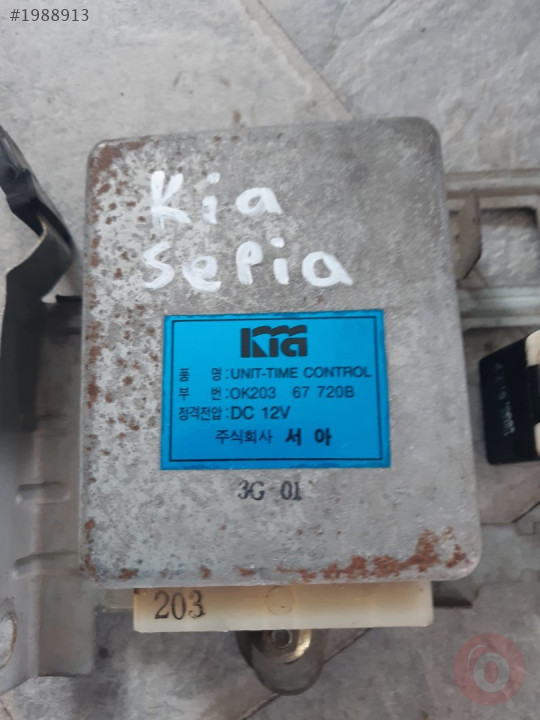 #1988913
Kia
sepia
KIA
품 명 : UNIT-TIME CONTROL
부 번 : OK203 67 720B
정격전압 : DC 12V
주식회사 서아
3G 01
203